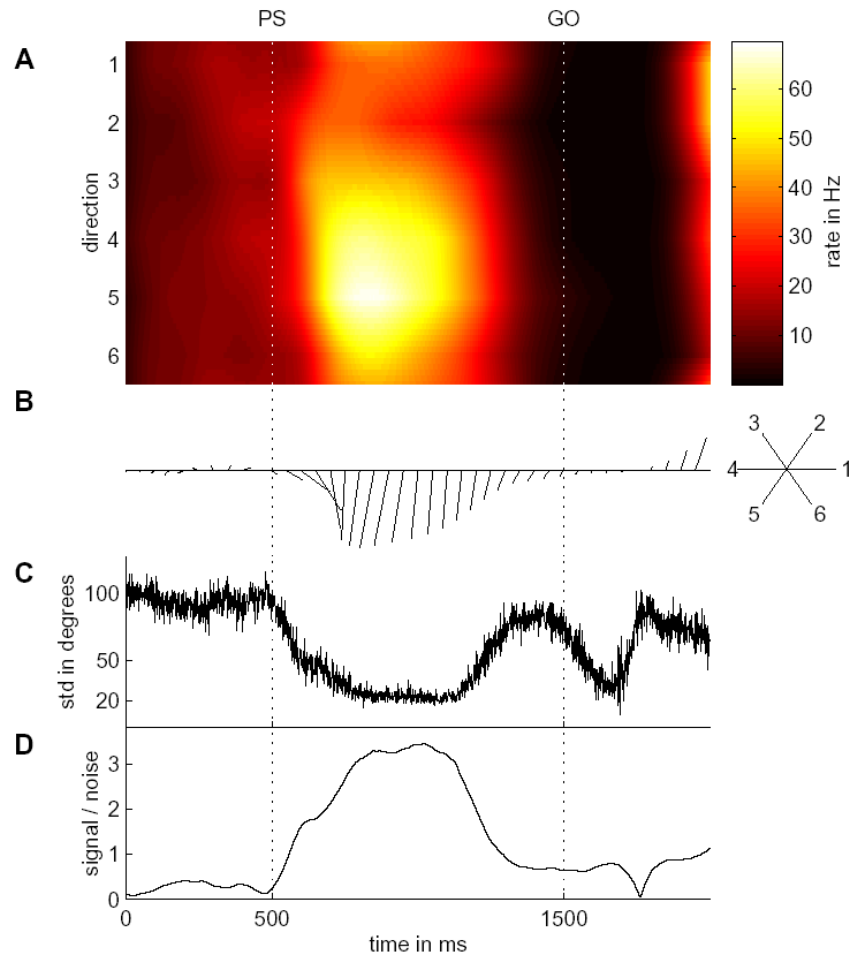 PS GO
A
1
2
3
4
5
6
direction
60
50
40
30
20
10
rate in Hz
B
3 2
4 1
5 6
C
100
50
20
std in degrees
D
3
2
1
0
signal / noise
0 500 1500
time in ms